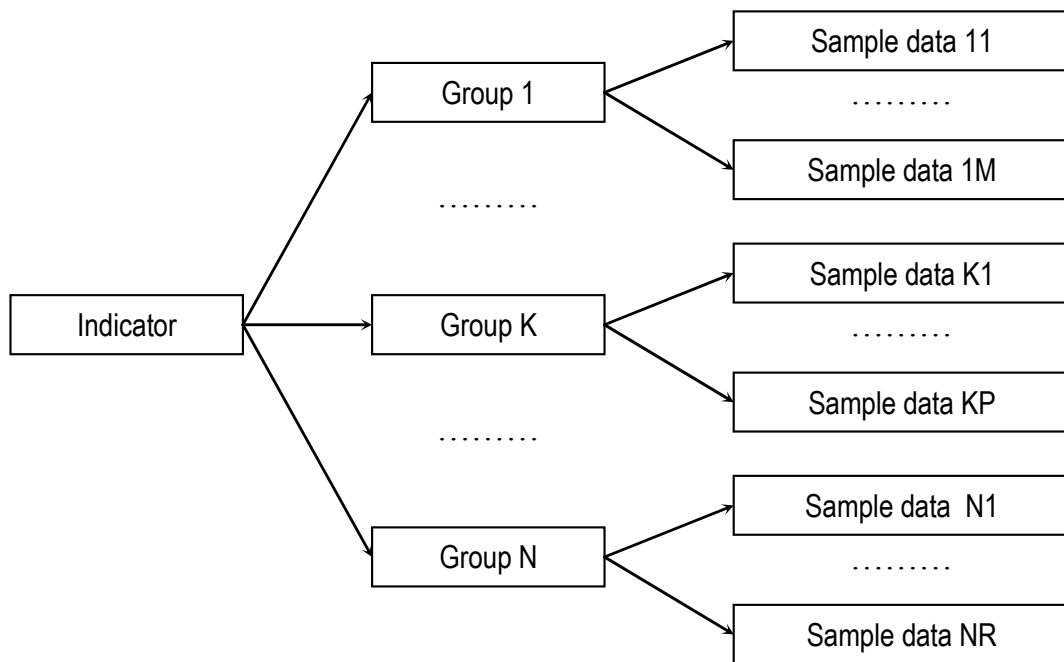 Indicator
Group 1
.........
Group K
.........
Group N
Sample data 11
.........
Sample data 1M
Sample data K1
.........
Sample data KP
Sample data  N1
.........
Sample data NR